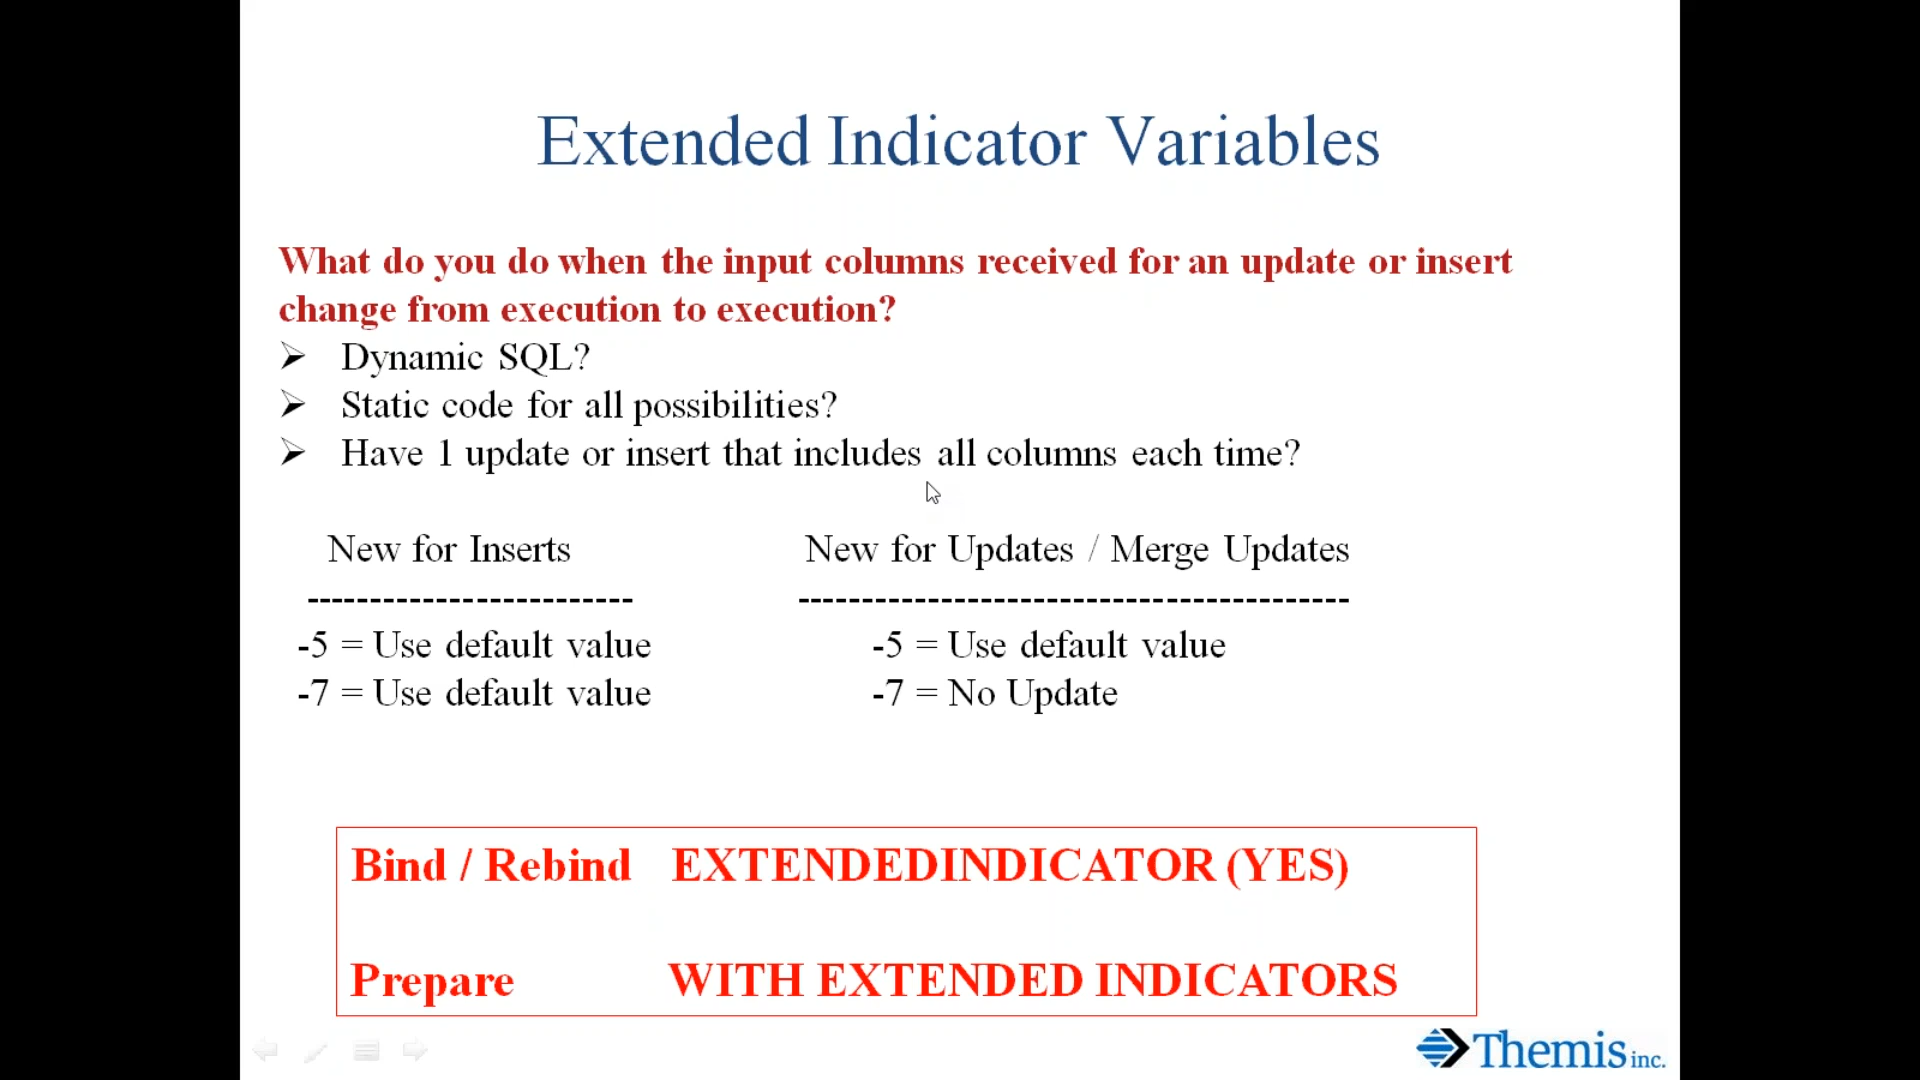 Extended Indicator Variables
What do you do when the input columns received for an update or insert
change from execution to execution?
➢ Dynamic SQL?
➢ Static code for all possibilities?
➢ Have 1 update or insert that includes all columns each time?
New for Inserts New for Updates / Merge Updates
------------------------- ------------------------------------------
-5 = Use default value -5 = Use default value
-7 = Use default value -7 = No Update
Bind / Rebind EXTENDEDINDICATOR (YES)
Prepare WITH EXTENDED INDICATORS
Themis inc.